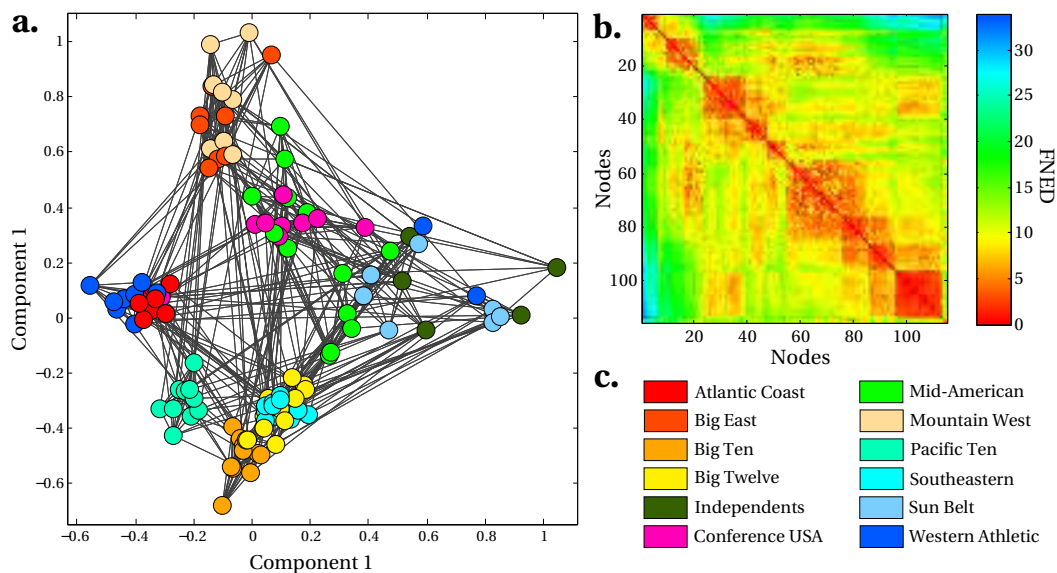 a.
1
0.8
0.6
0.4
0.2
0
−0.2
−0.4
−0.6
Component 1
−0.6
−0.4
−0.2
0
0.2
0.4
0.6
0.8
1
Component 1
b.
20
40
60
80
100
Nodes
20
40
60
80
100
Nodes
30
25
20
15
10
5
0
FNED
c.
Atlantic Coast
Big East
Big Ten
Big Twelve
Independents
Conference USA
Mid-American
Mountain West
Pacific Ten
Southeastern
Sun Belt
Western Athletic